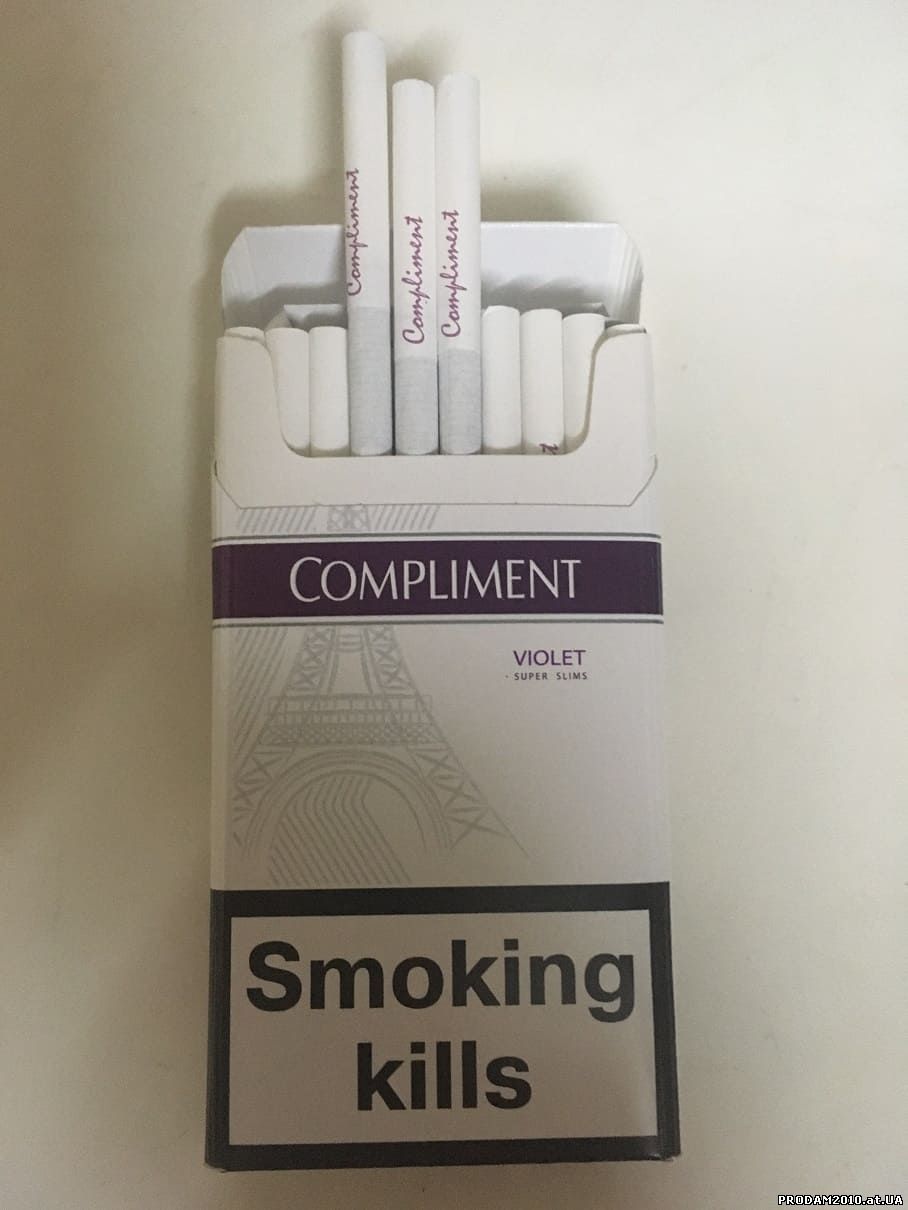 Compliment
Compliment
Compliment
t
COMPLIMENT
VIOLET
· SUPER SLIMS
Smoking
kills
PRODAM2010.at.UA